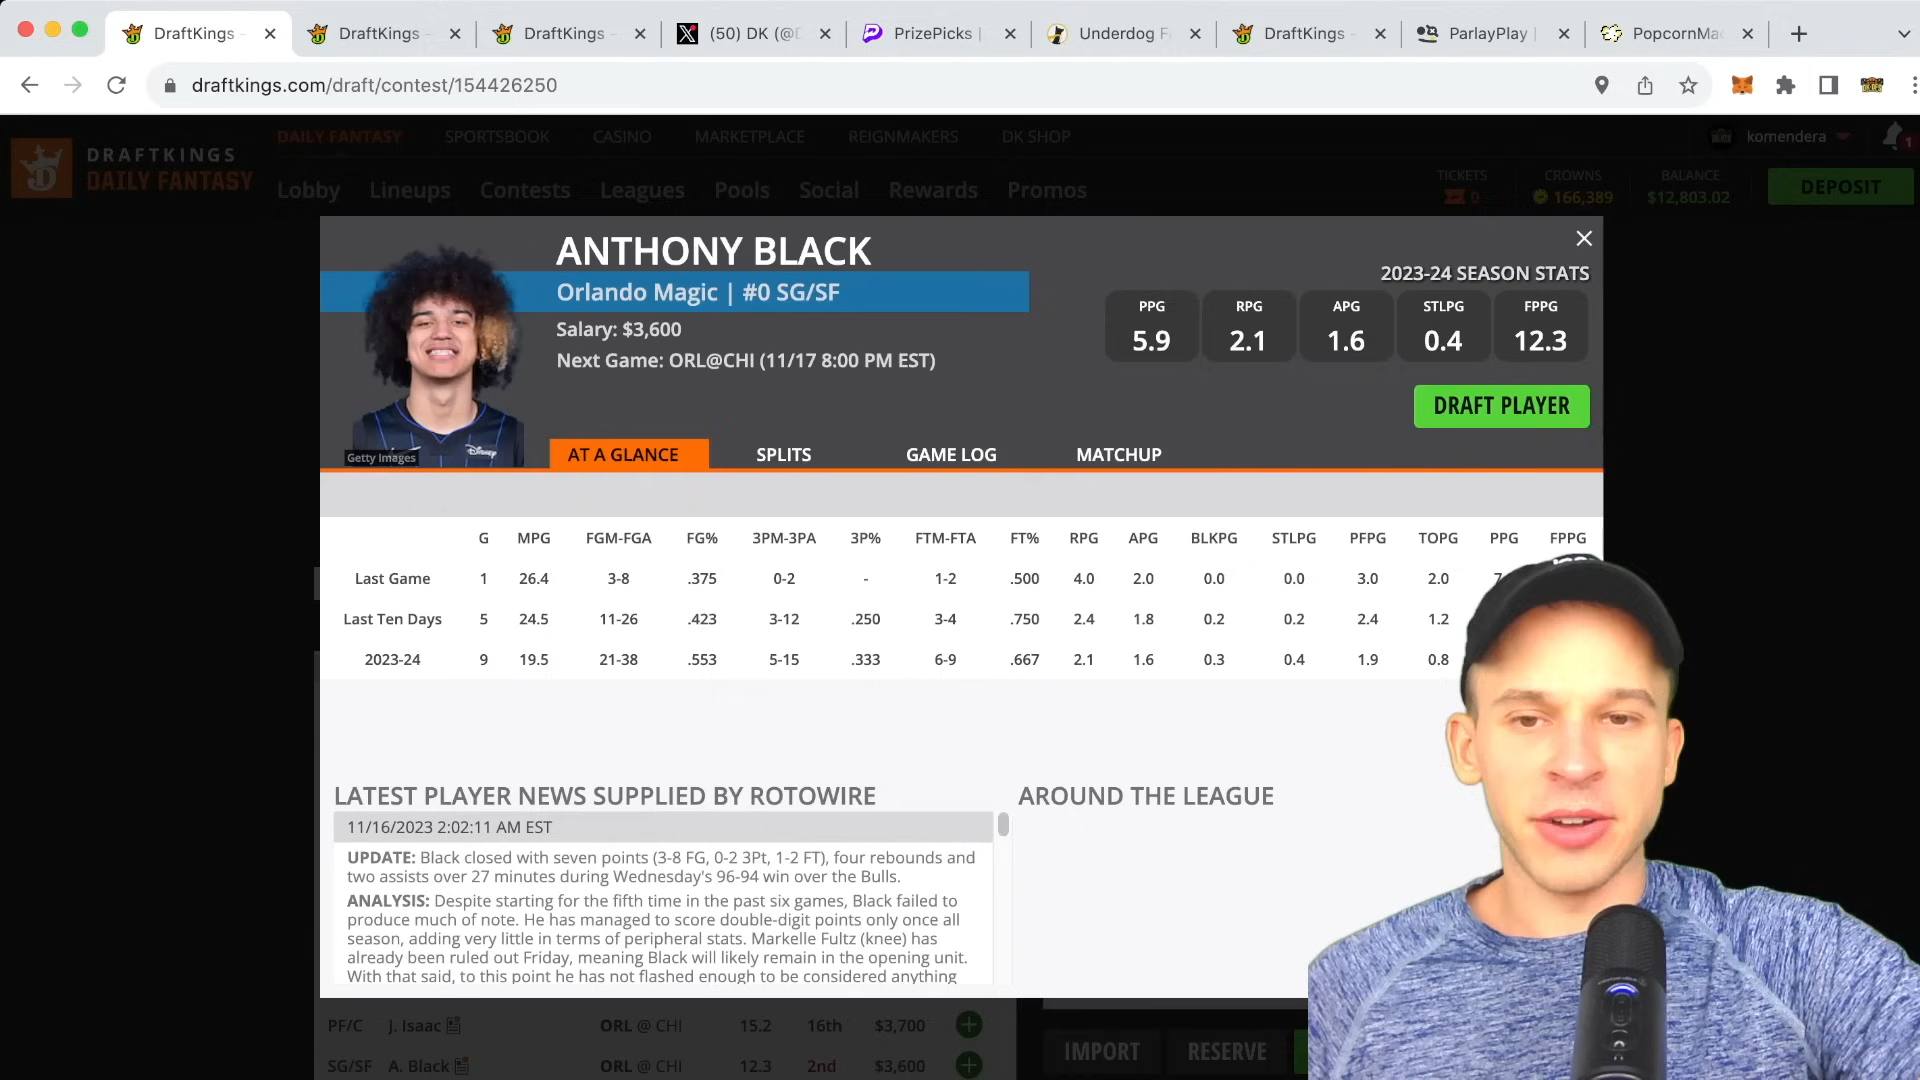 DraftKings -
DraftKings -
DraftKings -
(50) DK (@D
PrizePicks |
Underdog F
DraftKings -
ParlayPlay |
PopcornMac
draftkings.com/draft/contest/154426250
DRAFTKINGS
DAILY FANTASY
DAILY FANTASY SPORTSBOOK CASINO MARKETPLACE REIGNMAKERS DK SHOP
komendera
1
Lobby Lineups Contests Leagues Pools Social Rewards Promos
TICKETS
0
CROWNS
166,389
BALANCE
$12,803.02
DEPOSIT
ANTHONY BLACK
Orlando Magic | #0 SG/SF
Salary: $3,600
Next Game: ORL@CHI (11/17 8:00 PM EST)
2023-24 SEASON STATS
PPG RPG APG STLPG FPPG
5.9 2.1 1.6 0.4 12.3
DRAFT PLAYER
Disney
Getty Images
AT A GLANCE SPLITS GAME LOG MATCHUP
G MPG FGM-FGA FG% 3PM-3PA 3P% FTM-FTA FT% RPG APG BLKPG STLPG PFPG TOPG PPG FPPG
Last Game 1 26.4 3-8 .375 0-2 - 1-2 .500 4.0 2.0 0.0 0.0 3.0 2.0 7
Last Ten Days 5 24.5 11-26 .423 3-12 .250 3-4 .750 2.4 1.8 0.2 0.2 2.4 1.2
2023-24 9 19.5 21-38 .553 5-15 .333 6-9 .667 2.1 1.6 0.3 0.4 1.9 0.8
LATEST PLAYER NEWS SUPPLIED BY ROTOWIRE
AROUND THE LEAGUE
11/16/2023 2:02:11 AM EST
UPDATE: Black closed with seven points (3-8 FG, 0-2 3Pt, 1-2 FT), four rebounds and
two assists over 27 minutes during Wednesday's 96-94 win over the Bulls.
ANALYSIS: Despite starting for the fifth time in the past six games, Black failed to
produce much of note. He has managed to score double-digit points only once all
season, adding very little in terms of peripheral stats. Markelle Fultz (knee) has
already been ruled out Friday, meaning Black will likely remain in the opening unit.
With that said, to this point he has not flashed enough to be considered anything
PF/C J. Isaac ORL @ CHI 15.2 16th $3,700
SG/SF A. Black ORL @ CHI 12.3 2nd $3,600
IMPORT RESERVE